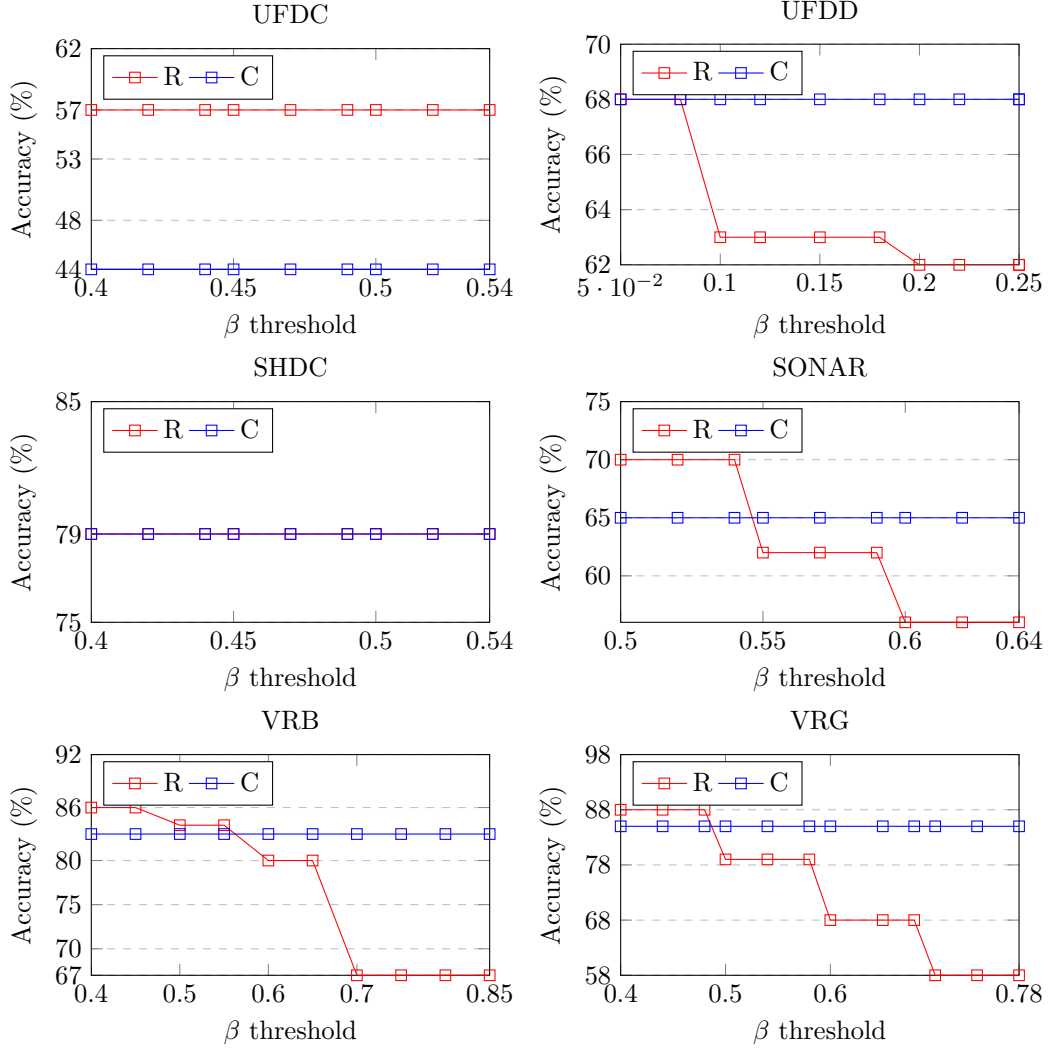 UFDC
Accuracy (%)
62
57
53
48
44
R C
0.4 0.45 0.5 0.54
β threshold
UFDD
Accuracy (%)
70
68
66
64
62
R C
5 · 10⁻² 0.1 0.15 0.2 0.25
β threshold
SHDC
Accuracy (%)
85
79
75
R C
0.4 0.45 0.5 0.54
β threshold
SONAR
Accuracy (%)
75
70
65
60
R C
0.5 0.55 0.6 0.64
β threshold
VRB
Accuracy (%)
92
86
80
75
70
67
R C
0.4 0.5 0.6 0.7 0.85
β threshold
VRG
Accuracy (%)
98
88
78
68
58
R C
0.4 0.5 0.6 0.78
β threshold